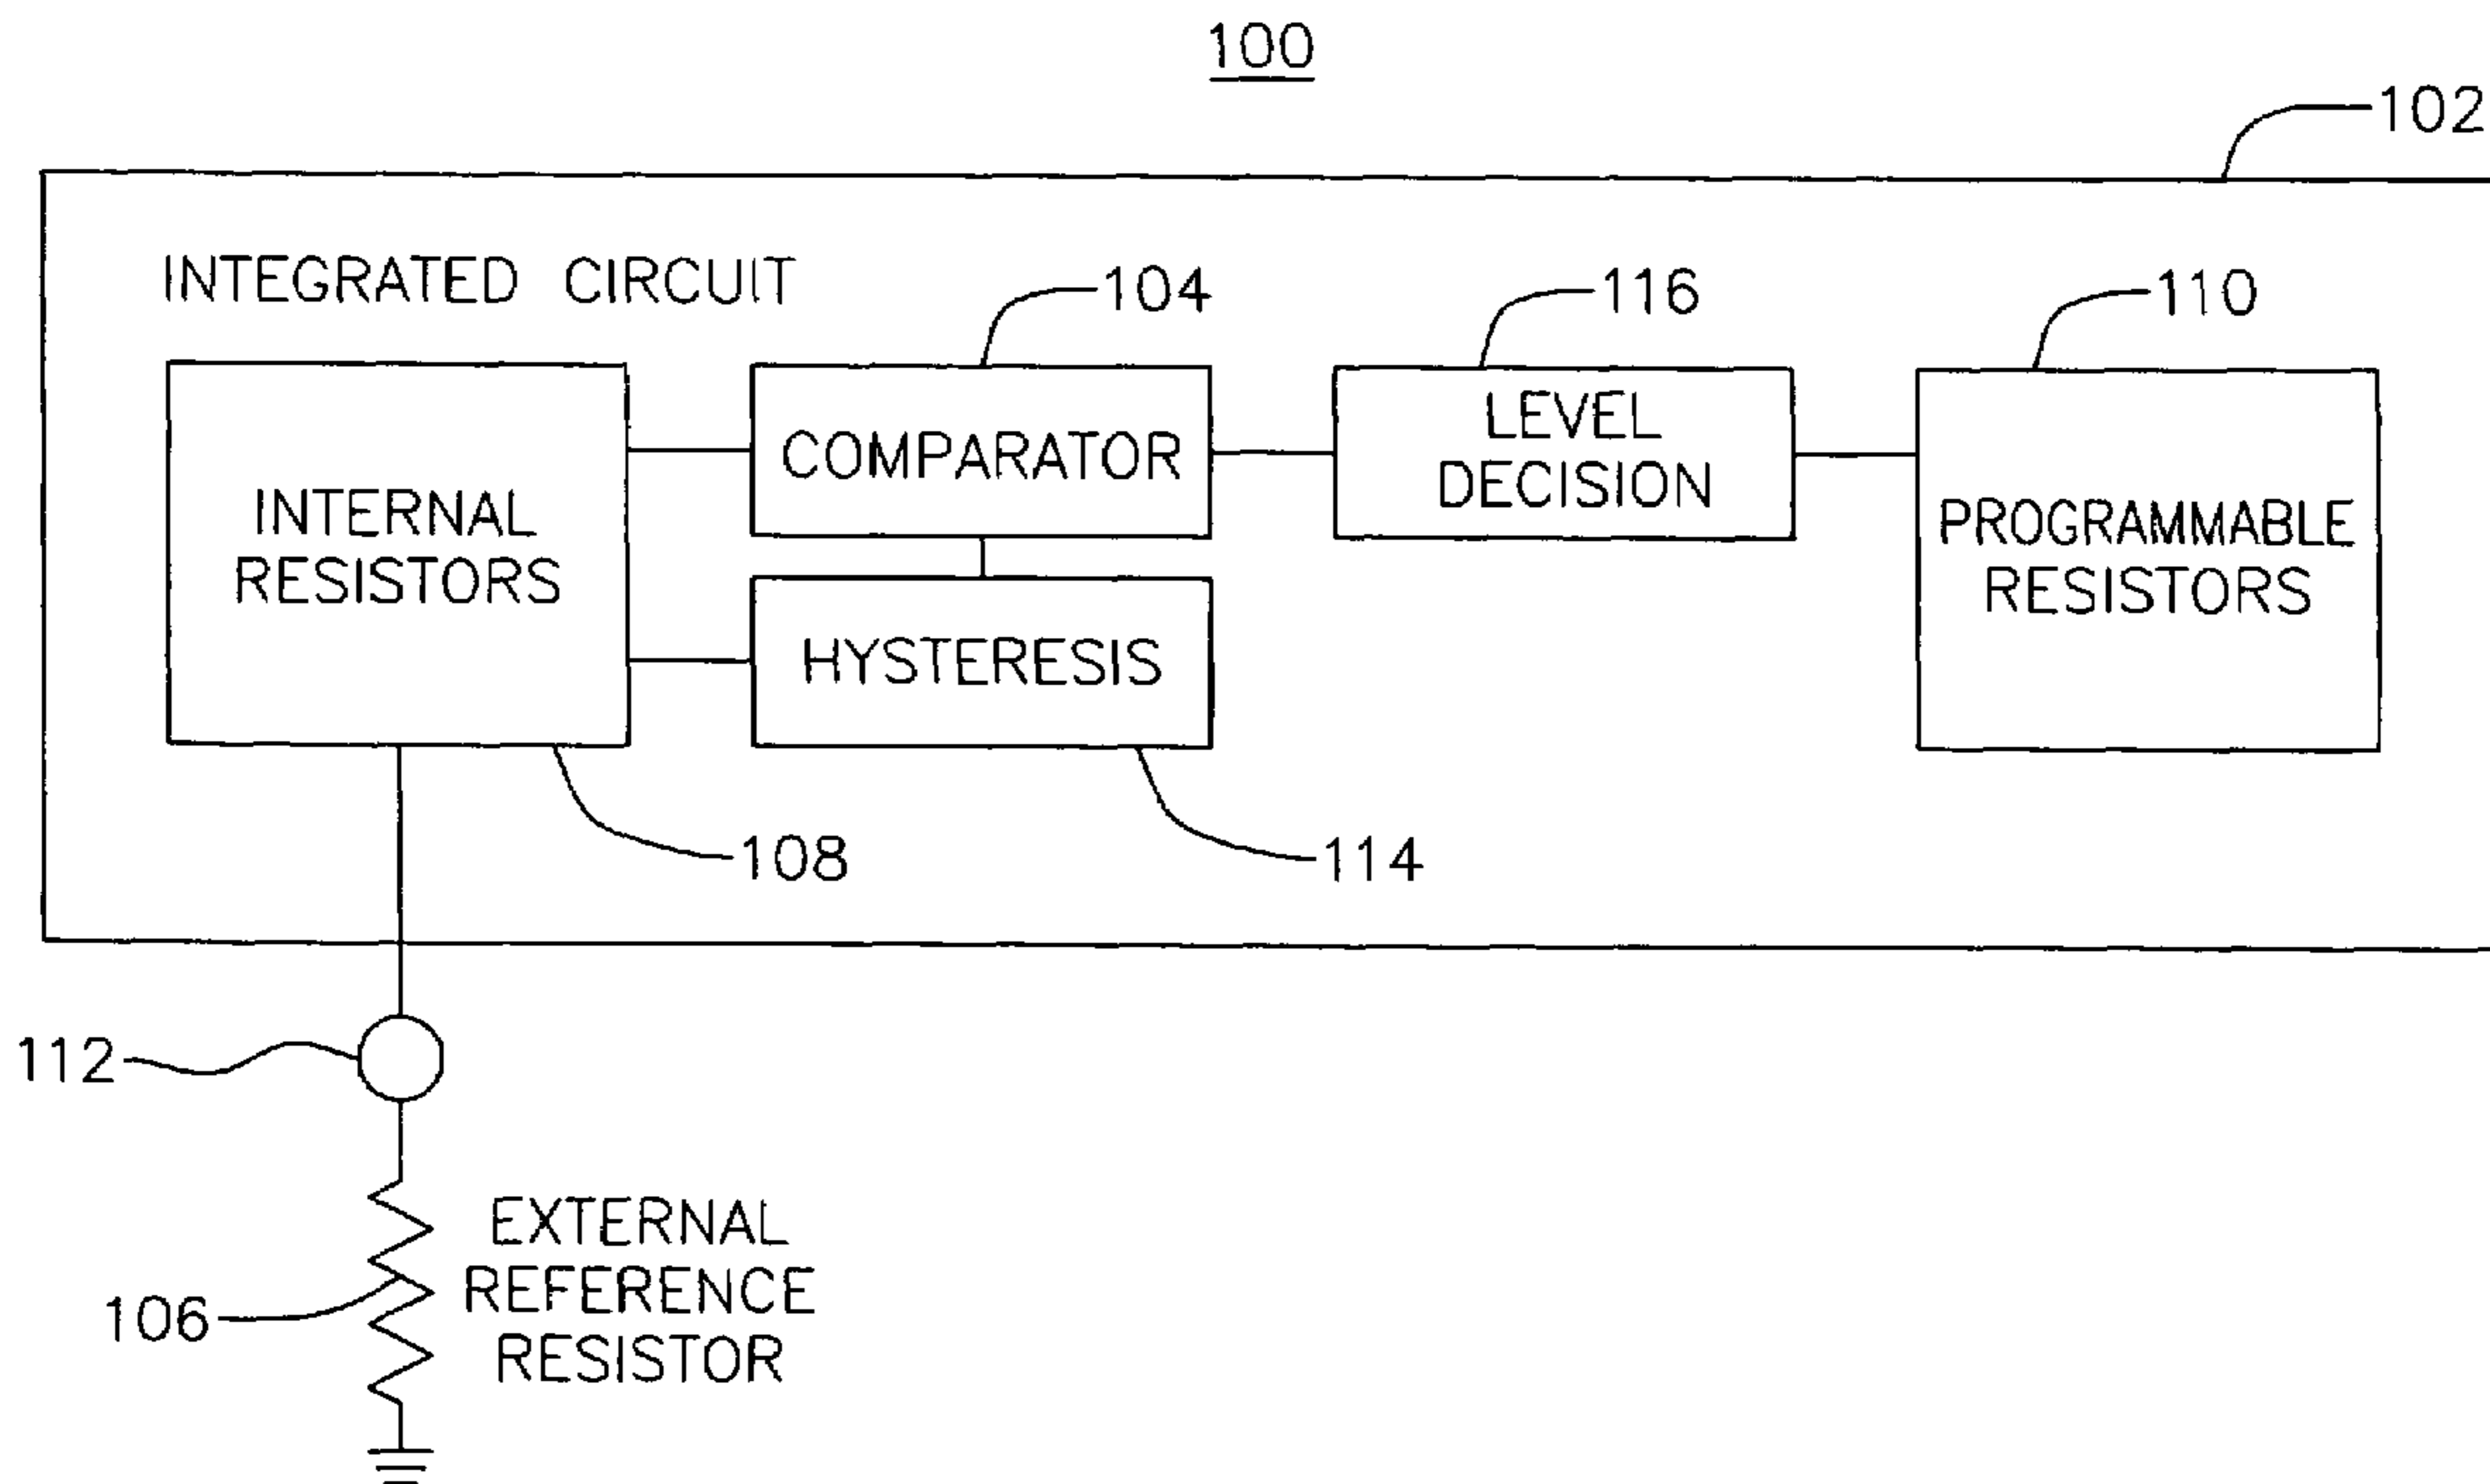 100
102
INTEGRATED CIRCUIT
104
116
110
INTERNAL
RESISTORS
COMPARATOR
LEVEL
DECISION
PROGRAMMABLE
RESISTORS
HYSTERESIS
108
114
112
106
EXTERNAL
REFERENCE
RESISTOR